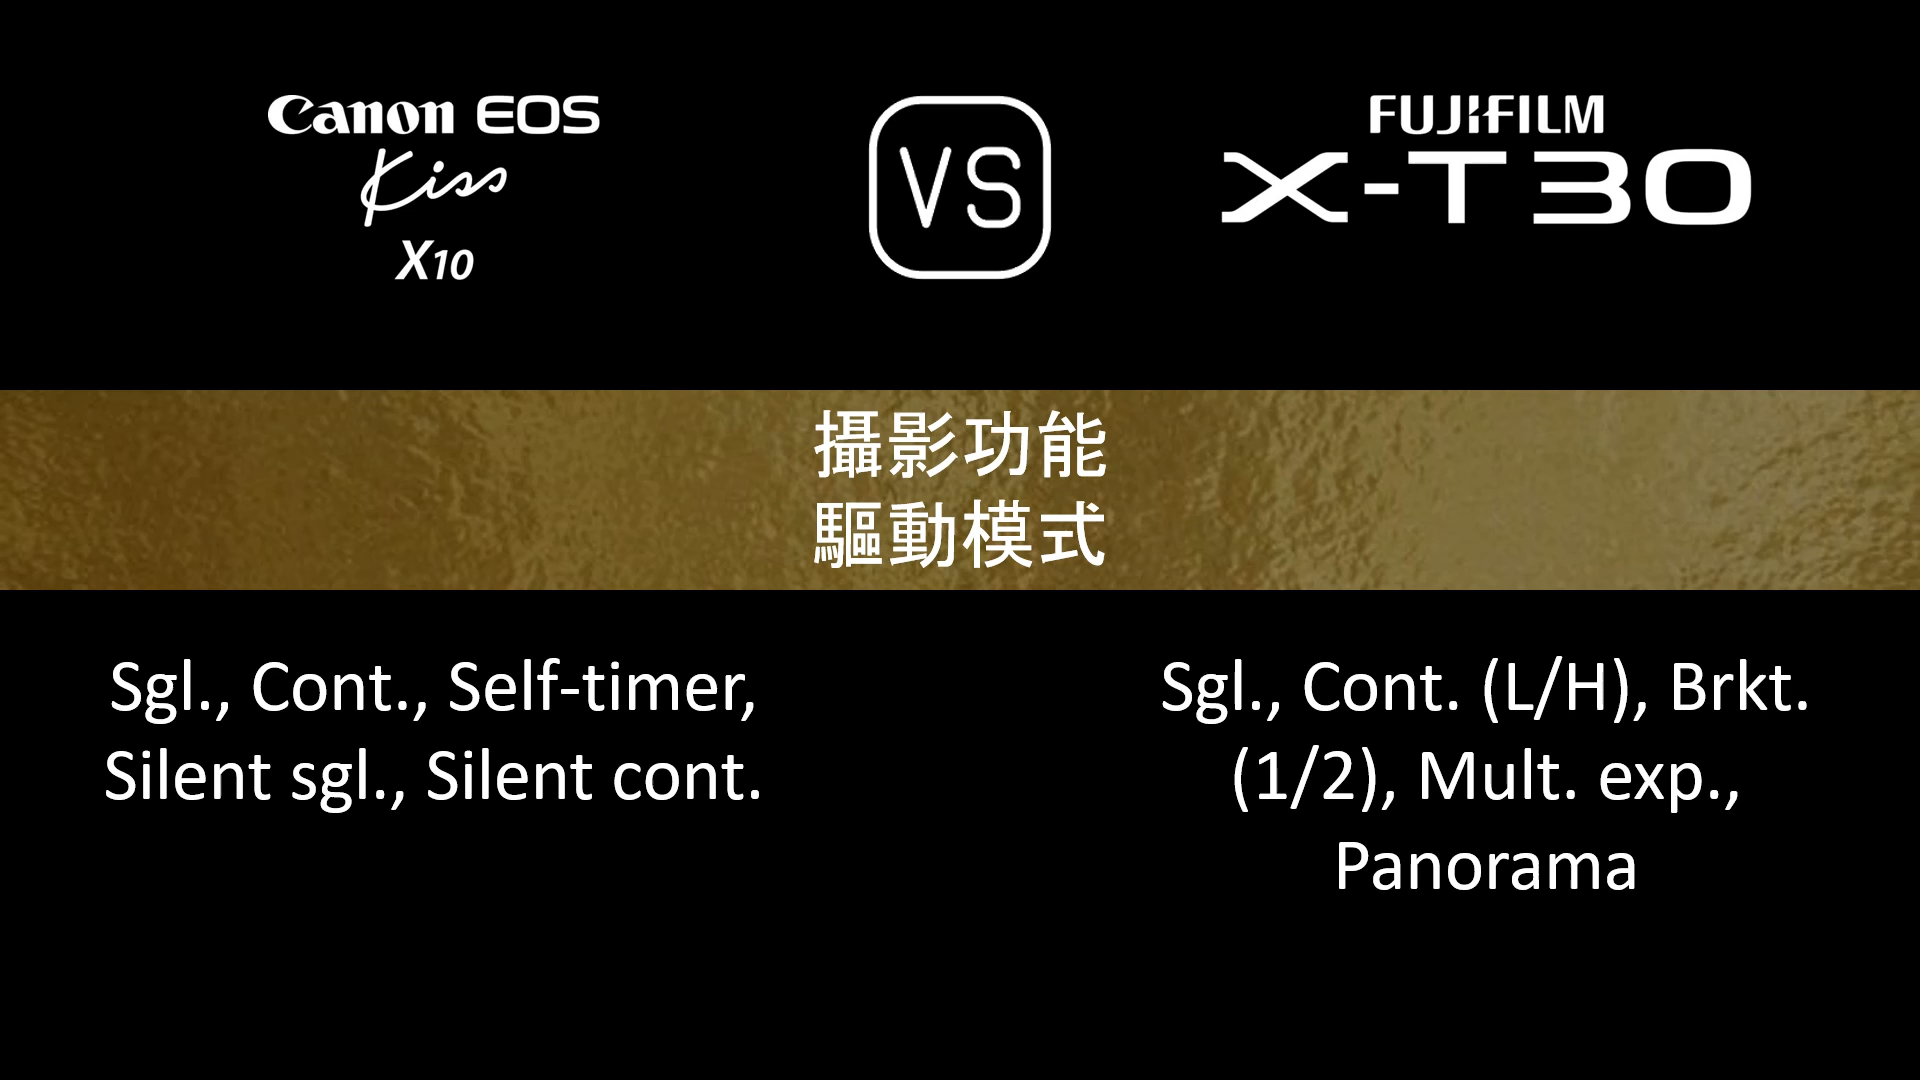 Canon EOS
Kiss
X10
VS
FUJIFILM
X-T30
攝影功能
驅動模式
Sgl., Cont., Self-timer,
Silent sgl., Silent cont.
Sgl., Cont. (L/H), Brkt.
(1/2), Mult. exp.,
Panorama